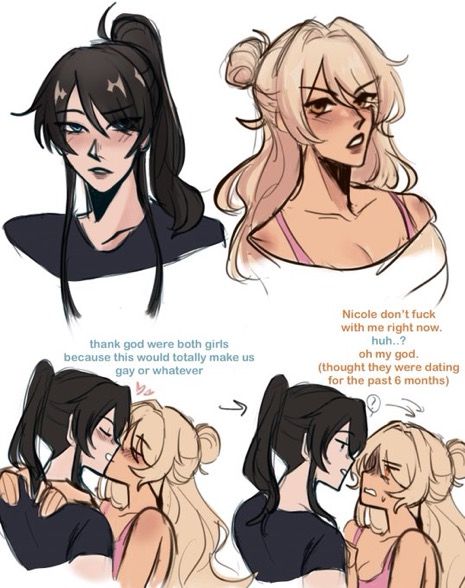 thank god were both girls
because this would totally make us
gay or whatever
Nicole don't fuck
with me right now.
huh..?
oh my god.
(thought they were dating
for the past 6 months)
?